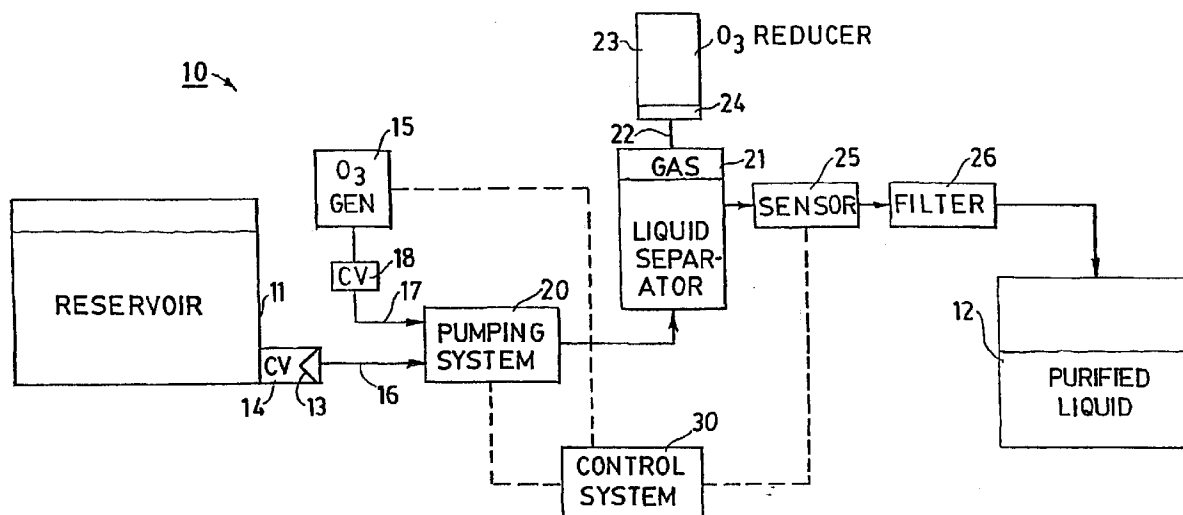 10
23
O3 REDUCER
24
22
15
O3
GEN
GAS
21
25
26
SENSOR
FILTER
LIQUID
SEPAR-
ATOR
CV
18
17
20
RESERVOIR
11
PUMPING
SYSTEM
12
PURIFIED
LIQUID
CV
14
13
16
30
CONTROL
SYSTEM